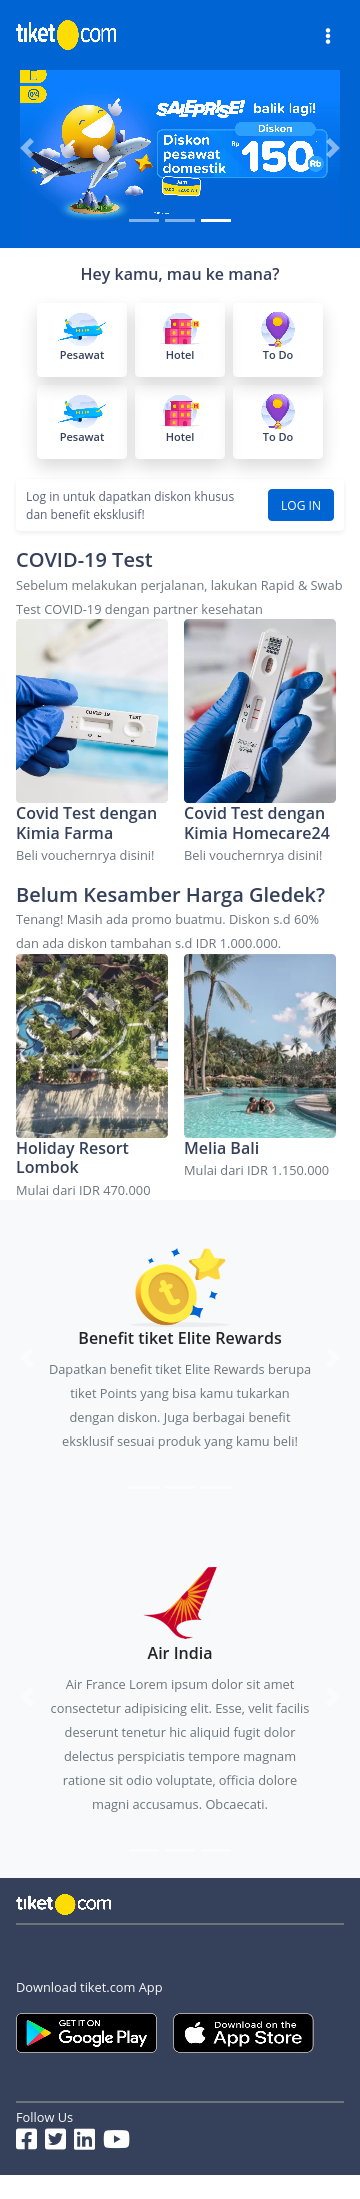 tiket com
SALEPRISE! balik lagi!
Diskon
Diskon
pesawat
domestik
Rp 150 Rb
Hey kamu, mau ke mana?
Pesawat
Hotel
To Do
Pesawat
Hotel
To Do
Log in untuk dapatkan diskon khusus
dan benefit eksklusif!
LOG IN
COVID-19 Test
Sebelum melakukan perjalanan, lakukan Rapid & Swab
Test COVID-19 dengan partner kesehatan
Covid Test dengan
Kimia Farma
Beli vouchernrya disini!
Covid Test dengan
Kimia Homecare24
Beli vouchernrya disini!
Belum Kesamber Harga Gledek?
Tenang! Masih ada promo buatmu. Diskon s.d 60%
dan ada diskon tambahan s.d IDR 1.000.000.
Holiday Resort
Lombok
Mulai dari IDR 470.000
Melia Bali
Mulai dari IDR 1.150.000
Benefit tiket Elite Rewards
Dapatkan benefit tiket Elite Rewards berupa
tiket Points yang bisa kamu tukarkan
dengan diskon. Juga berbagai benefit
eksklusif sesuai produk yang kamu beli!
Air India
Air France Lorem ipsum dolor sit amet
consectetur adipisicing elit. Esse, velit facilis
deserunt tenetur hic aliquid fugit dolor
delectus perspiciatis tempore magnam
ratione sit odio voluptate, officia dolore
magni accusamus. Obcaecati.
tiket com
Download tiket.com App
GET IT ON
Google Play
Download on the
App Store
Follow Us